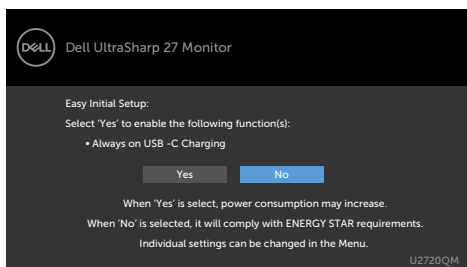 DELL Dell UltraSharp 27 Monitor
Easy Initial Setup:
Select 'Yes' to enable the following function(s):
• Always on USB -C Charging
Yes No
When 'Yes' is select, power consumption may increase.
When 'No' is selected, it will comply with ENERGY STAR requirements.
Individual settings can be changed in the Menu.
U2720QM